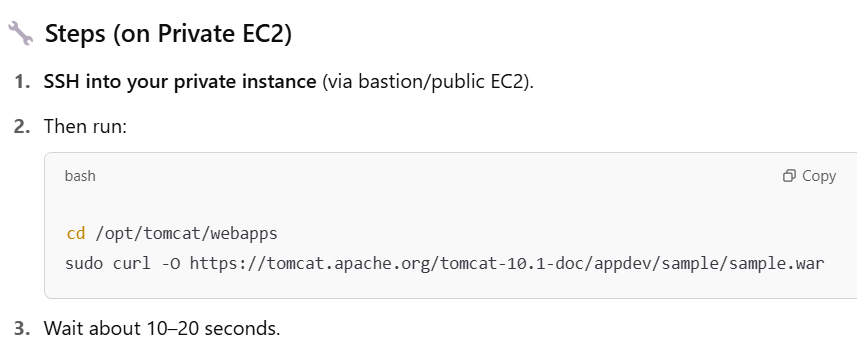 Steps (on Private EC2)
1. SSH into your private instance (via bastion/public EC2).
2. Then run:
bash
Copy
cd /opt/tomcat/webapps
sudo curl -O https://tomcat.apache.org/tomcat-10.1-doc/appdev/sample/sample.war
3. Wait about 10–20 seconds.